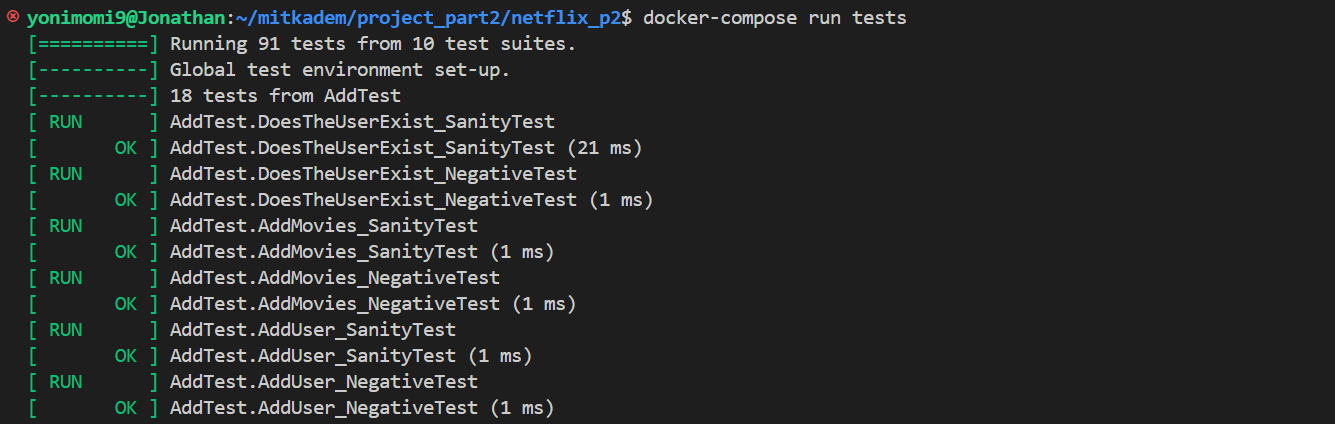 yonimomi9@Jonathan:~/mitkadem/project_part2/netflix_p2$ docker-compose run tests
[==========] Running 91 tests from 10 test suites.
[----------] Global test environment set-up.
[----------] 18 tests from AddTest
[ RUN      ] AddTest.DoesTheUserExist_SanityTest
[       OK ] AddTest.DoesTheUserExist_SanityTest (21 ms)
[ RUN      ] AddTest.DoesTheUserExist_NegativeTest
[       OK ] AddTest.DoesTheUserExist_NegativeTest (1 ms)
[ RUN      ] AddTest.AddMovies_SanityTest
[       OK ] AddTest.AddMovies_SanityTest (1 ms)
[ RUN      ] AddTest.AddMovies_NegativeTest
[       OK ] AddTest.AddMovies_NegativeTest (1 ms)
[ RUN      ] AddTest.AddUser_SanityTest
[       OK ] AddTest.AddUser_SanityTest (1 ms)
[ RUN      ] AddTest.AddUser_NegativeTest
[       OK ] AddTest.AddUser_NegativeTest (1 ms)